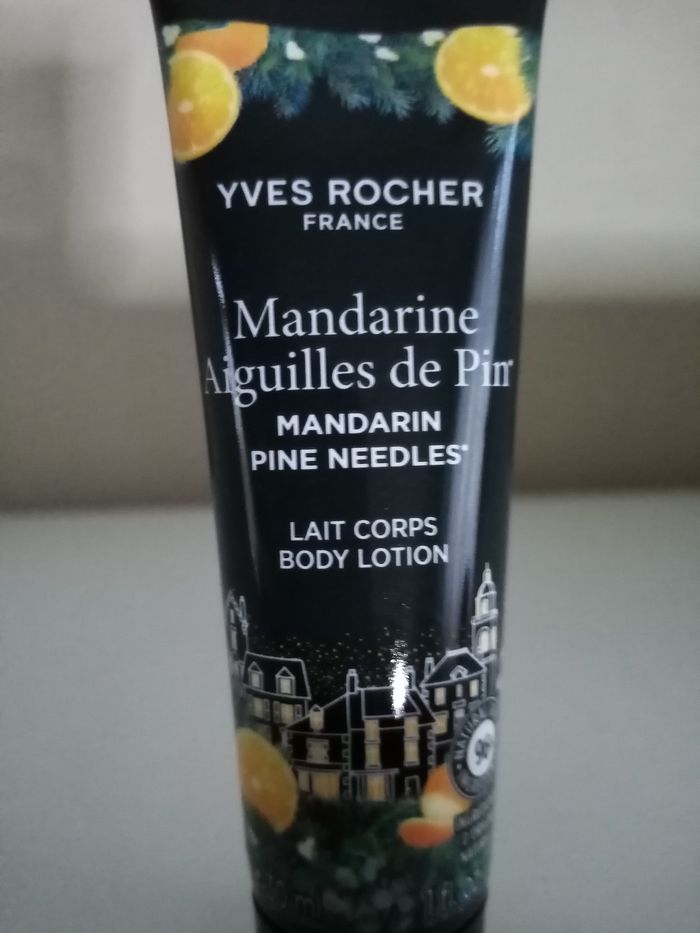 YVES ROCHER
FRANCE
Mandarine
Aiguilles de Pin*
MANDARIN
PINE NEEDLES*
LAIT CORPS
BODY LOTION